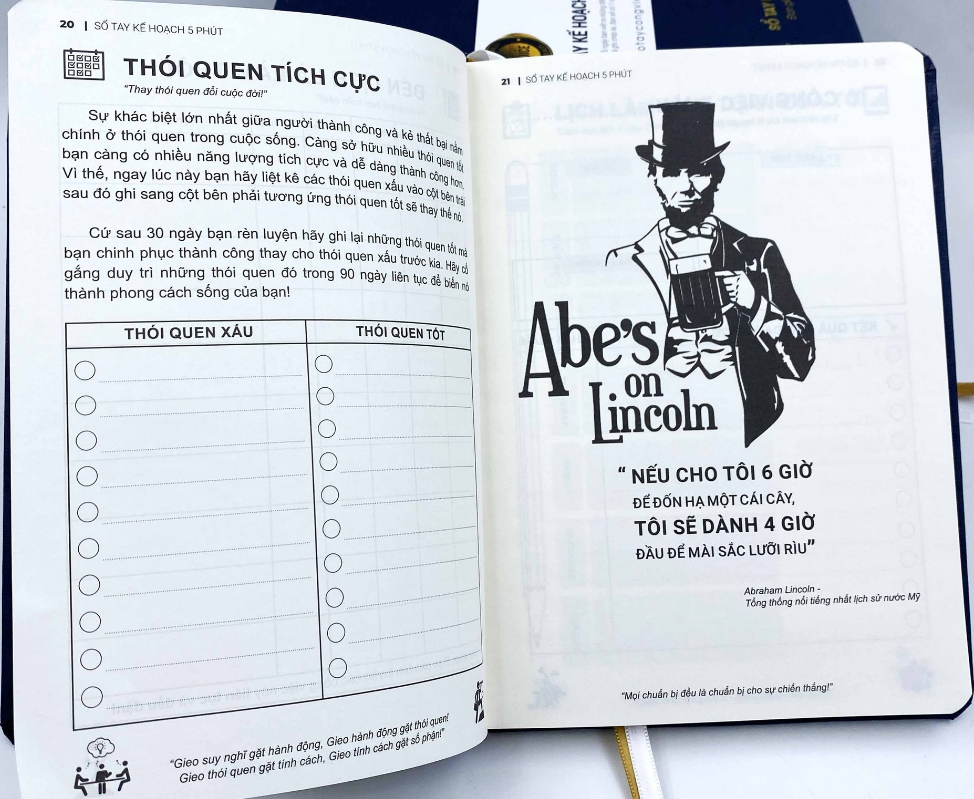 20 | SỔ TAY KẾ HOẠCH 5 PHÚT
THÓI QUEN TÍCH CỰC
"Thay thói quen đổi cuộc đời!"
Sự khác biệt lớn nhất giữa người thành công và kẻ thất bại nằm
chính ở thói quen trong cuộc sống. Càng sở hữu nhiều thói quen tốt
bạn càng có nhiều năng lượng tích cực và dễ dàng thành công hơn.
Vì thế, ngay lúc này bạn hãy liệt kê các thói quen xấu vào cột bên trái
sau đó ghi sang cột bên phải tương ứng thói quen tốt sẽ thay thế nó.
Cứ sau 30 ngày bạn rèn luyện hãy ghi lại những thói quen tốt mà
bạn chinh phục thành công thay cho thói quen xấu trước kia. Hãy cố
gắng duy trì những thói quen đó trong 90 ngày liên tục để biến nó
thành phong cách sống của bạn!
THÓI QUEN XẤU
THÓI QUEN TỐT
"Gieo suy nghĩ gặt hành động, Gieo hành động gặt thói quen!
Gieo thói quen gặt tính cách, Gieo tính cách gặt số phận!"
21 | SỔ TAY KẾ HOẠCH 5 PHÚT
Abe's
on
Lincoln
" NẾU CHO TÔI 6 GIỜ
ĐỂ ĐỐN HẠ MỘT CÁI CÂY,
TÔI SẼ DÀNH 4 GIỜ
ĐẦU ĐỂ MÀI SẮC LƯỠI RÌU"
Abraham Lincoln -
Tổng thống nổi tiếng nhất lịch sử nước Mỹ
"Mọi chuẩn bị đều là chuẩn bị cho sự chiến thắng!"